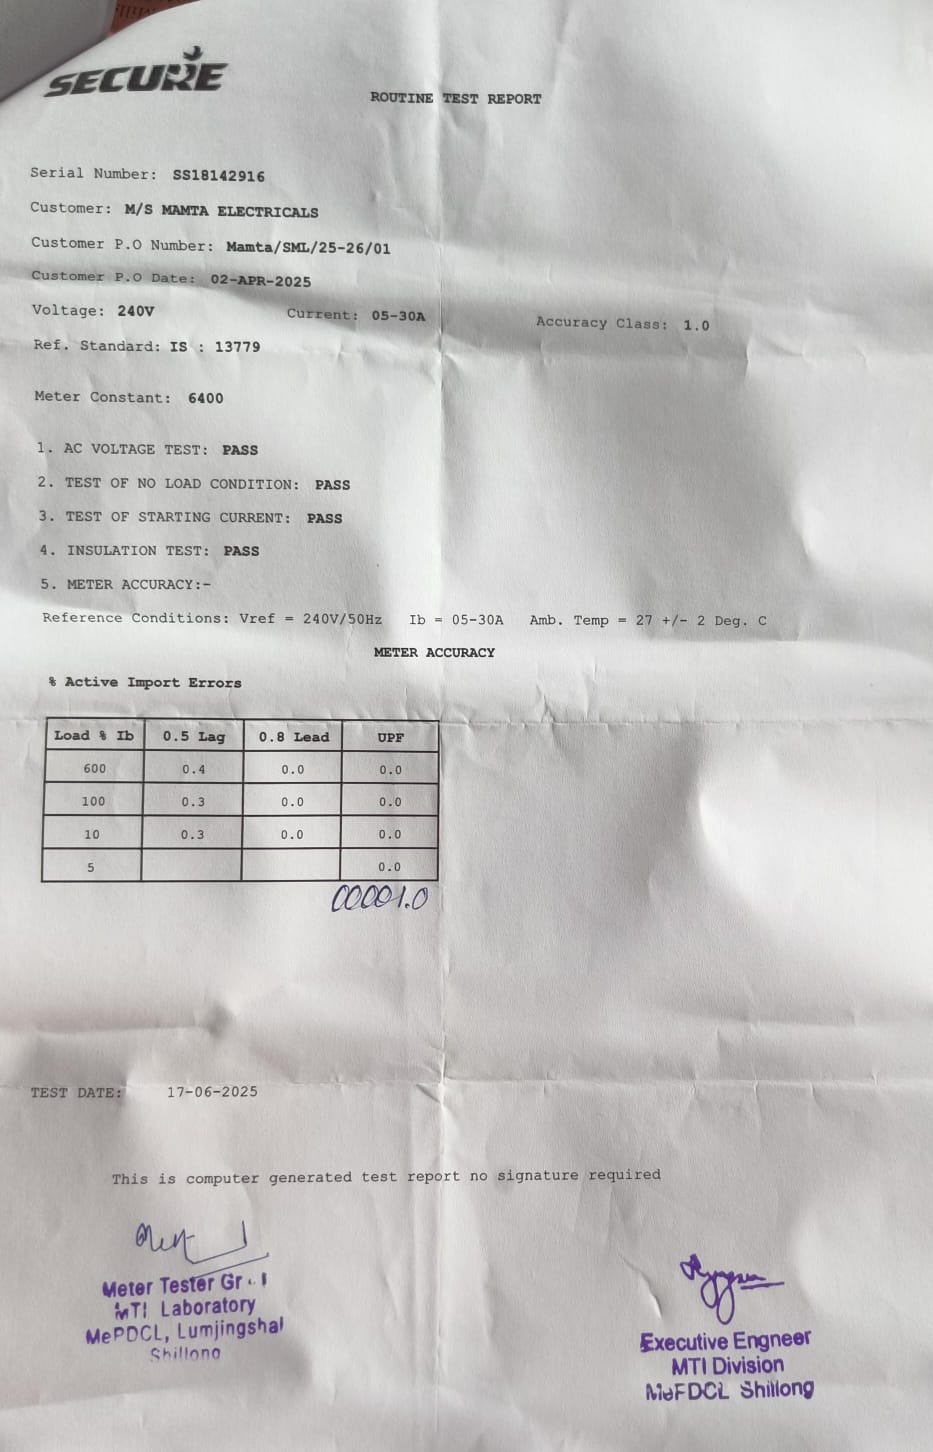 SECURE
ROUTINE TEST REPORT
Serial Number: SS18142916
Customer: M/S MAMTA ELECTRICALS
Customer P.O Number: Mamta/SML/25-26/01
Customer P.O Date: 02-APR-2025
Voltage: 240V Current: 05-30A Accuracy Class: 1.0
Ref. Standard: IS : 13779
Meter Constant: 6400
1. AC VOLTAGE TEST: PASS
2. TEST OF NO LOAD CONDITION: PASS
3. TEST OF STARTING CURRENT: PASS
4. INSULATION TEST: PASS
5. METER ACCURACY:-
Reference Conditions: Vref = 240V/50Hz Ib = 05-30A Amb. Temp = 27 +/- 2 Deg. C
METER ACCURACY
% Active Import Errors
Load % Ib 0.5 Lag 0.8 Lead UPF
600 0.4 0.0 0.0
100 0.3 0.0 0.0
10 0.3 0.0 0.0
5 0.0
00001.0
TEST DATE: 17-06-2025
This is computer generated test report no signature required
Meter Tester
MTI Laboratory
MePDCL, Lumjingshai
Shillong
Executive Engneer
MTI Division
MePDCL Shillong